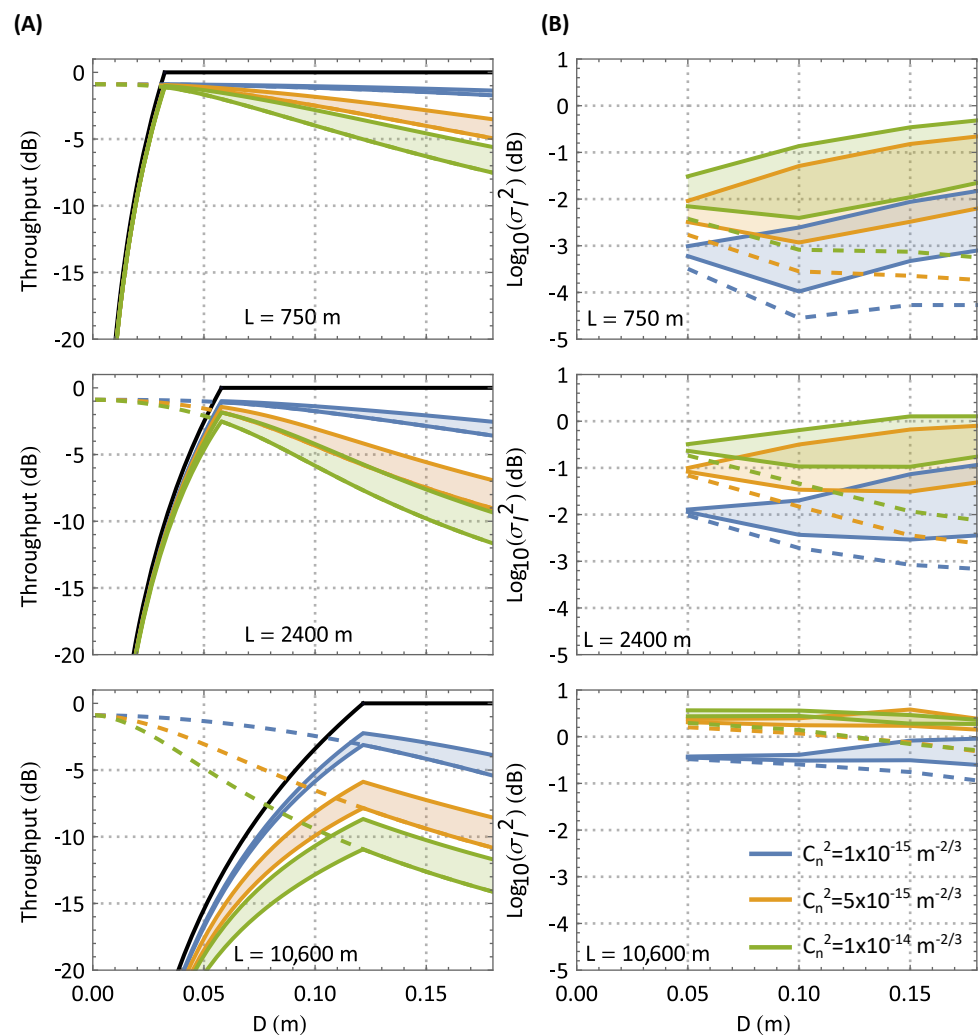 (A)
(B)
0
-5
-10
-15
-20
Throughput (dB)
L = 750 m
1
0
-1
-2
-3
-4
-5
Log10(σI²) (dB)
L = 750 m
0
-5
-10
-15
-20
Throughput (dB)
L = 2400 m
1
0
-1
-2
-3
-4
-5
Log10(σI²) (dB)
L = 2400 m
0
-5
-10
-15
-20
Throughput (dB)
L = 10,600 m
0.00 0.05 0.10 0.15
D (m)
1
0
-1
-2
-3
-4
-5
Log10(σI²) (dB)
Cn²=1x10⁻¹⁵ m⁻²/³
Cn²=5x10⁻¹⁵ m⁻²/³
Cn²=1x10⁻¹⁴ m⁻²/³
L = 10,600 m
0.00 0.05 0.10 0.15
D (m)